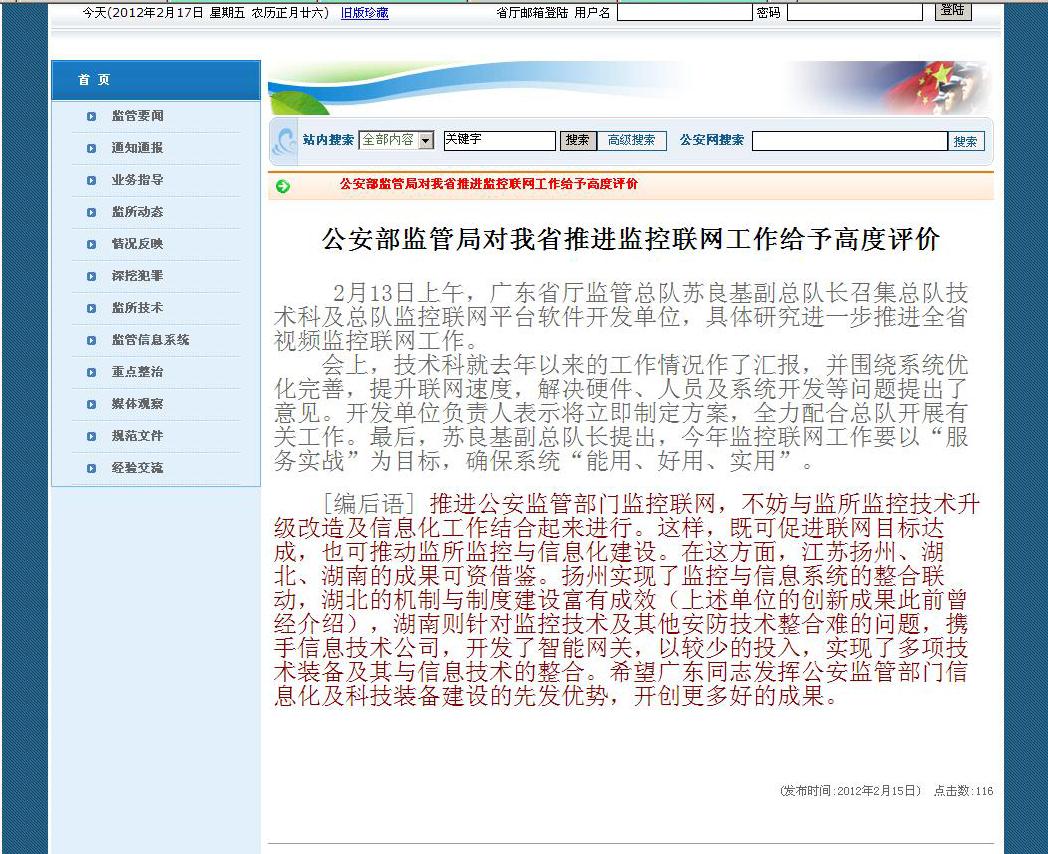 今天(2012年2月17日 星期五 农历正月廿六) 旧版珍藏 省厅邮箱登陆 用户名 密码 登陆
首 页
监管要闻
通知通报
业务指导
监所动态
情况反映
深挖犯罪
监所技术
监管信息系统
重点整治
媒体观察
规范文件
经验交流
站内搜索 全部内容 关键字 搜索 高级搜索 公安网搜索 搜索
公安部监管局对我省推进监控联网工作给予高度评价
公安部监管局对我省推进监控联网工作给予高度评价
2月13日上午，广东省厅监管总队苏良基副总队长召集总队技
术科及总队监控联网平台软件开发单位，具体研究进一步推进全省
视频监控联网工作。
会上，技术科就去年以来的工作情况作了汇报，并围绕系统优
化完善，提升联网速度，解决硬件、人员及系统开发等问题提出了
意见。开发单位负责人表示将立即制定方案，全力配合总队开展有
关工作。最后，苏良基副总队长提出，今年监控联网工作要以“服
务实战”为目标，确保系统“能用、好用、实用”。
[编后语] 推进公安监管部门监控联网，不妨与监所监控技术升
级改造及信息化工作结合起来进行。这样，既可促进联网目标达
成，也可推动监所监控与信息化建设。在这方面，江苏扬州、湖
北、湖南的成果可资借鉴。扬州实现了监控与信息系统的整合联
动，湖北的机制与制度建设富有成效（上述单位的创新成果此前曾
经介绍），湖南则针对监控技术及其他安防技术整合难的问题，携
手信息技术公司，开发了智能网关，以较少的投入，实现了多项技
术装备及其与信息技术的整合。希望广东同志发挥公安监管部门信
息化及科技装备建设的先发优势，开创更多好的成果。
(发布时间:2012年2月15日) 点击数:116